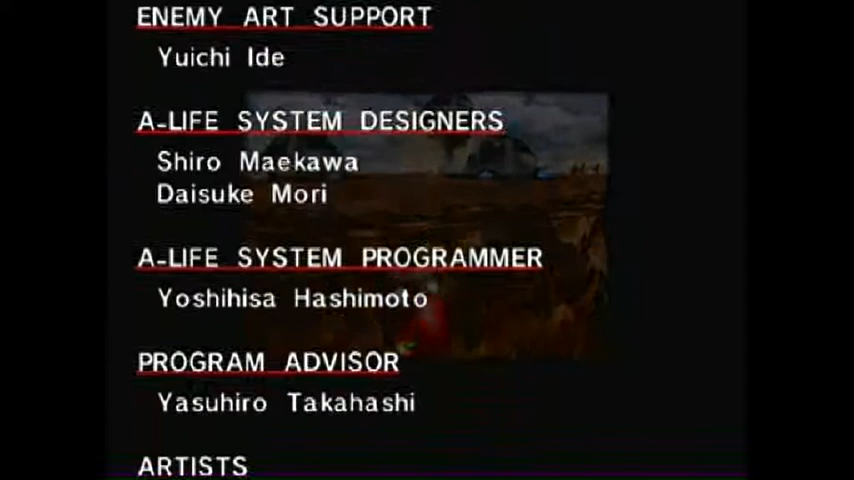 ENEMY ART SUPPORT
Yuichi Ide
A-LIFE SYSTEM DESIGNERS
Shiro Maekawa
Daisuke Mori
A-LIFE SYSTEM PROGRAMMER
Yoshihisa Hashimoto
PROGRAM ADVISOR
Yasuhiro Takahashi
ARTISTS